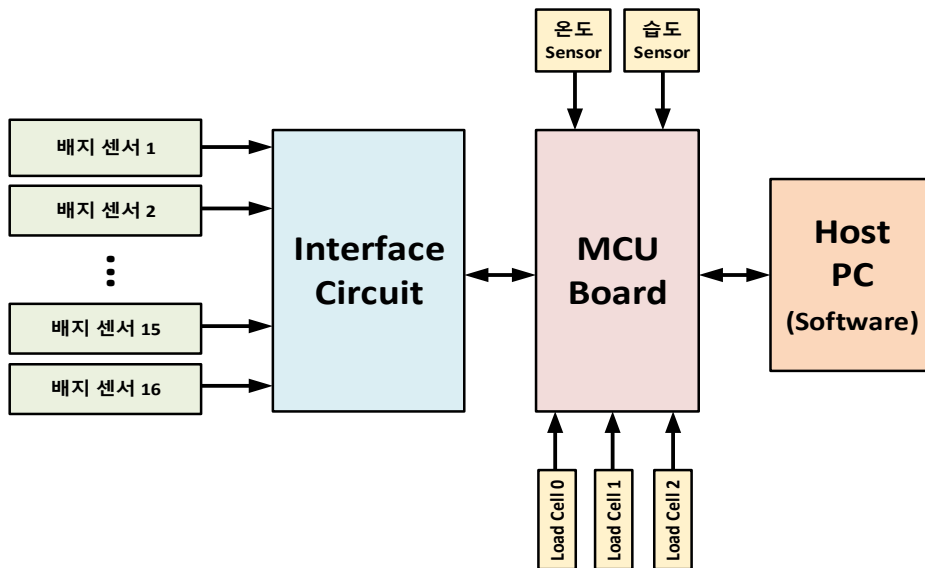 온도
Sensor
습도
Sensor
배지 센서 1
배지 센서 2
...
배지 센서 15
배지 센서 16
Interface
Circuit
MCU
Board
Host
PC
(Software)
Load Cell 0
Load Cell 1
Load Cell 2